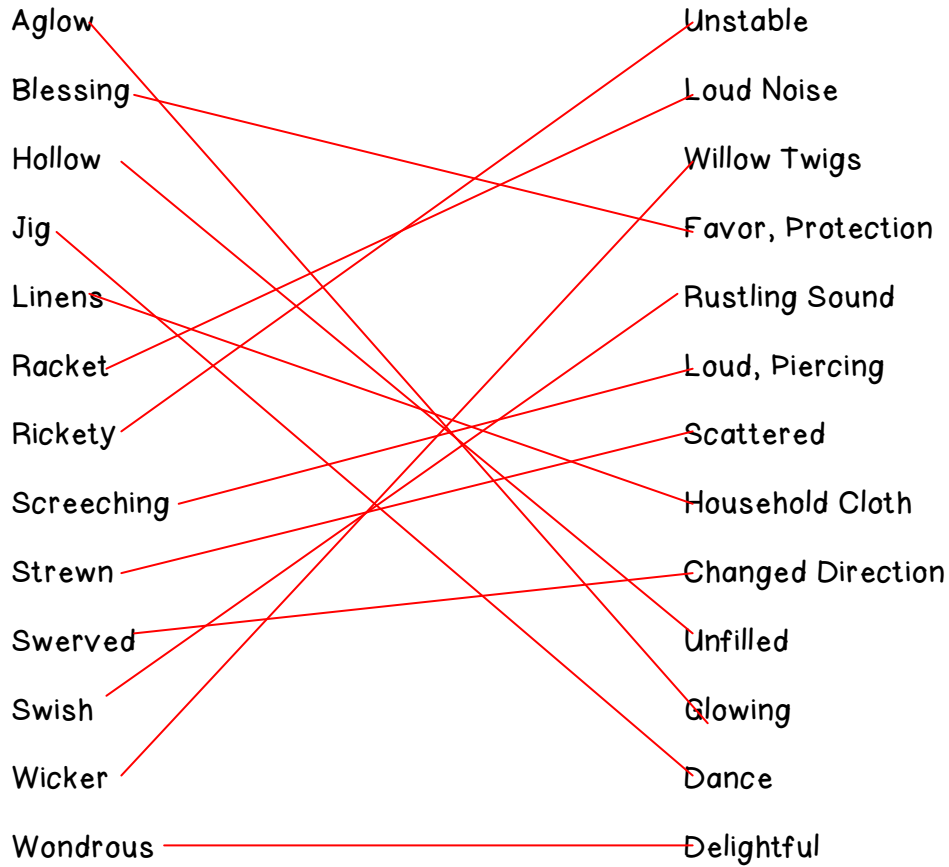 Aglow Unstable
Blessing Loud Noise
Hollow Willow Twigs
Jig Favor, Protection
Linens Rustling Sound
Racket Loud, Piercing
Rickety Scattered
Screeching Household Cloth
Strewn Changed Direction
Swerved Unfilled
Swish Glowing
Wicker Dance
Wondrous Delightful